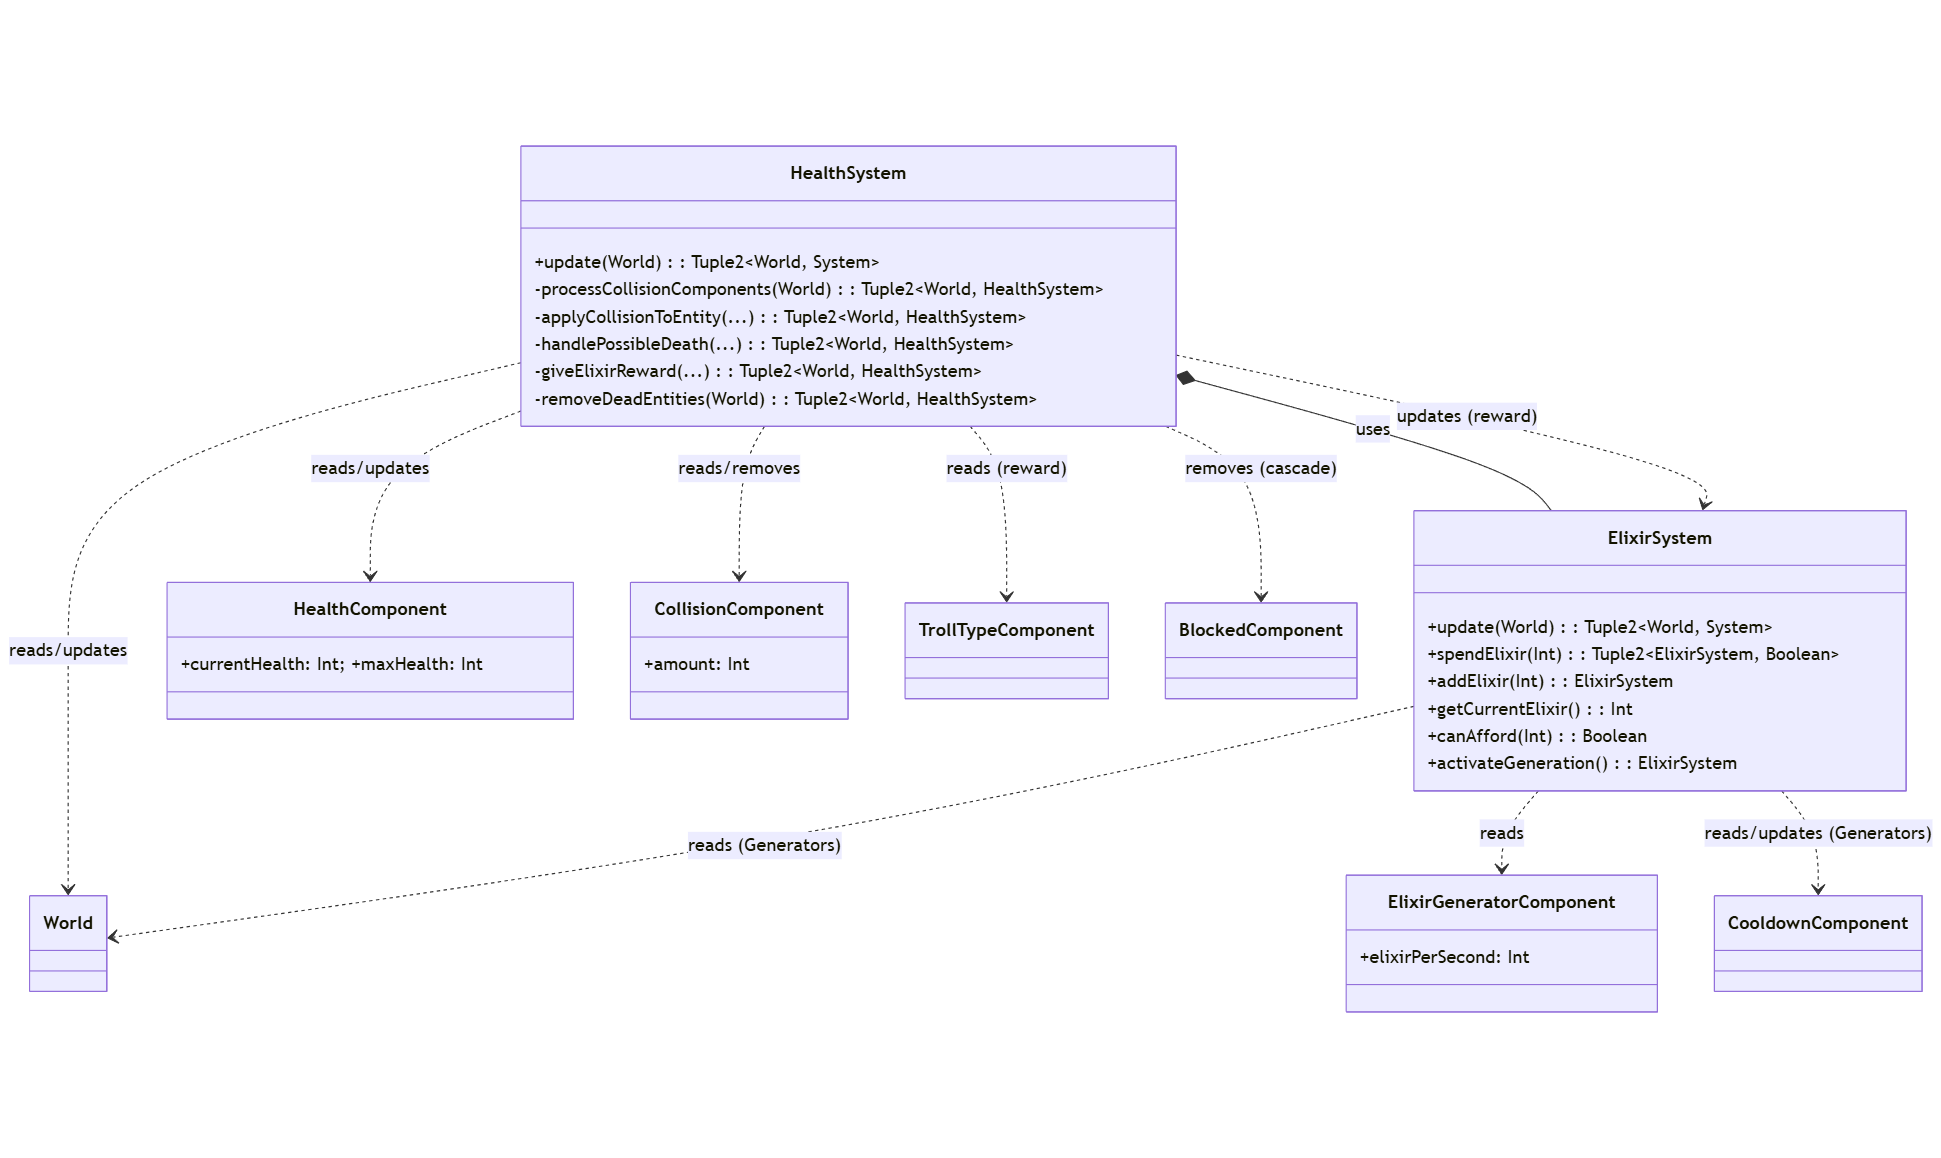 HealthSystem
+update(World) : : Tuple2<World, System>
-processCollisionComponents(World) : : Tuple2<World, HealthSystem>
-applyCollisionToEntity(...) : : Tuple2<World, HealthSystem>
-handlePossibleDeath(...) : : Tuple2<World, HealthSystem>
-giveElixirReward(...) : : Tuple2<World, HealthSystem>
-removeDeadEntities(World) : : Tuple2<World, HealthSystem>
updates (reward)
uses
reads/updates
reads/removes
reads (reward)
removes (cascade)
reads/updates
HealthComponent
+currentHealth: Int; +maxHealth: Int
CollisionComponent
+amount: Int
TrollTypeComponent
BlockedComponent
ElixirSystem
+update(World) : : Tuple2<World, System>
+spendElixir(Int) : : Tuple2<ElixirSystem, Boolean>
+addElixir(Int) : : ElixirSystem
+getCurrentElixir() : : Int
+canAfford(Int) : : Boolean
+activateGeneration() : : ElixirSystem
reads (Generators)
reads
reads/updates (Generators)
World
ElixirGeneratorComponent
+elixirPerSecond: Int
CooldownComponent